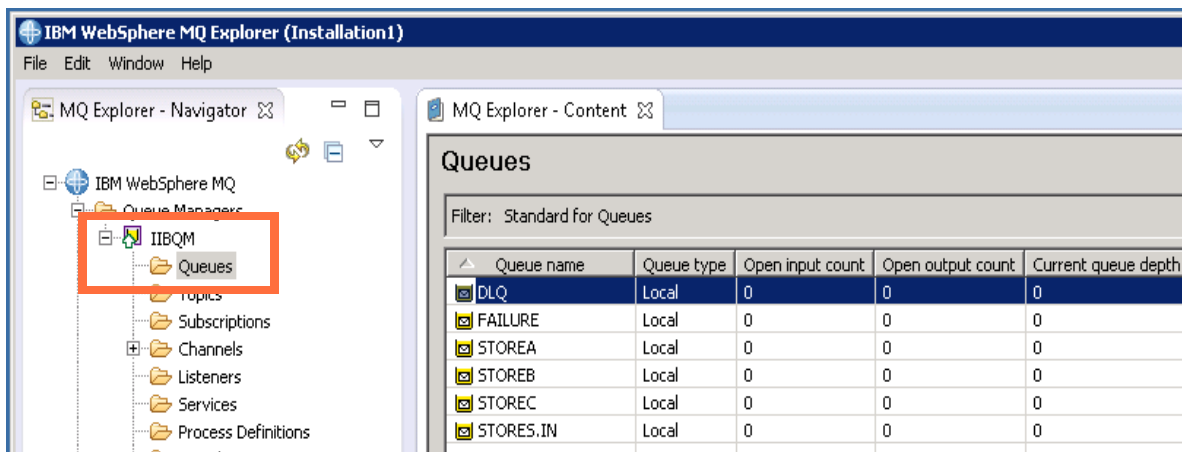 IBM WebSphere MQ Explorer (Installation1)
File Edit Window Help
MQ Explorer - Navigator
IBM WebSphere MQ
Queue Managers
IIBQM
Queues
Topics
Subscriptions
Channels
Listeners
Services
Process Definitions
MQ Explorer - Content
Queues
Filter: Standard for Queues
Queue name Queue type Open input count Open output count Current queue depth
DLQ Local 0 0 0
FAILURE Local 0 0 0
STOREA Local 0 0 0
STOREB Local 0 0 0
STOREC Local 0 0 0
STORES.IN Local 0 0 0